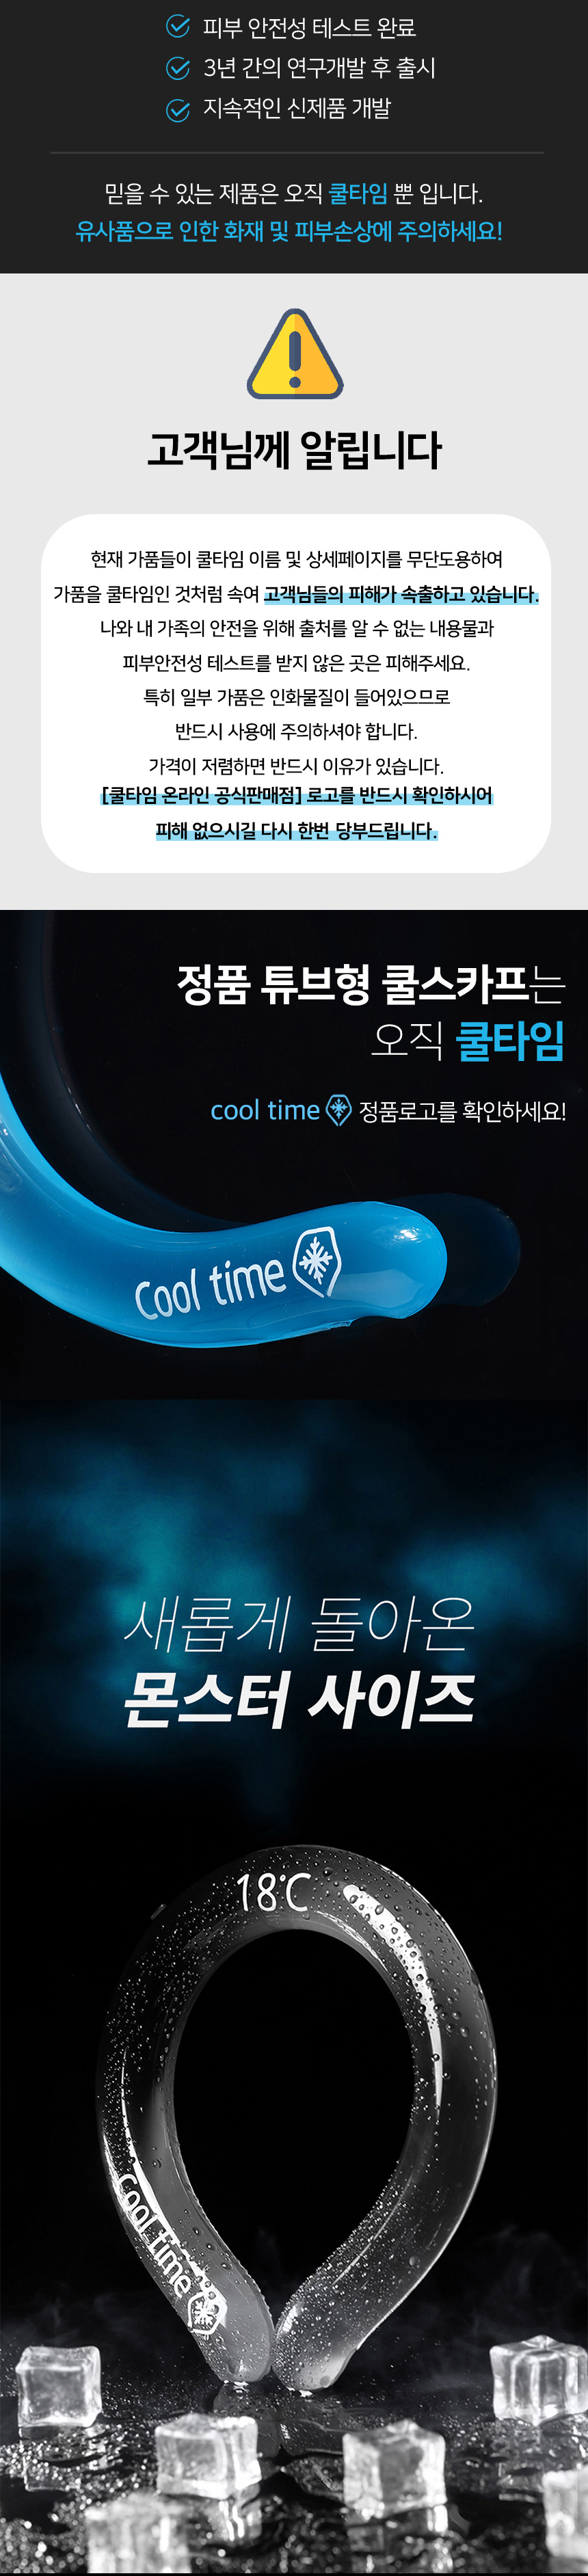 피부 안전성 테스트 완료
3년 간의 연구개발 후 출시
지속적인 신제품 개발
믿을 수 있는 제품은 오직 쿨타임 뿐 입니다.
유사품으로 인한 화재 및 피부손상에 주의하세요!
고객님께 알립니다
현재 가품들이 쿨타임 이름 및 상세페이지를 무단도용하여
가품을 쿨타임인 것처럼 속여 고객님들의 피해가 속출하고 있습니다.
나와 내 가족의 안전을 위해 출처를 알 수 없는 내용물과
피부안전성 테스트를 받지 않은 곳은 피해주세요.
특히 일부 가품은 인화물질이 들어있으므로
반드시 사용에 주의하셔야 합니다.
가격이 저렴하면 반드시 이유가 있습니다.
[쿨타임 온라인 공식판매점] 로고를 반드시 확인하시어
피해 없으시길 다시 한번 당부드립니다.
정품 튜브형 쿨스카프는
오직 쿨타임
cool time 정품로고를 확인하세요!
Cool time
새롭게 돌아온
몬스터 사이즈
18℃
Cool time